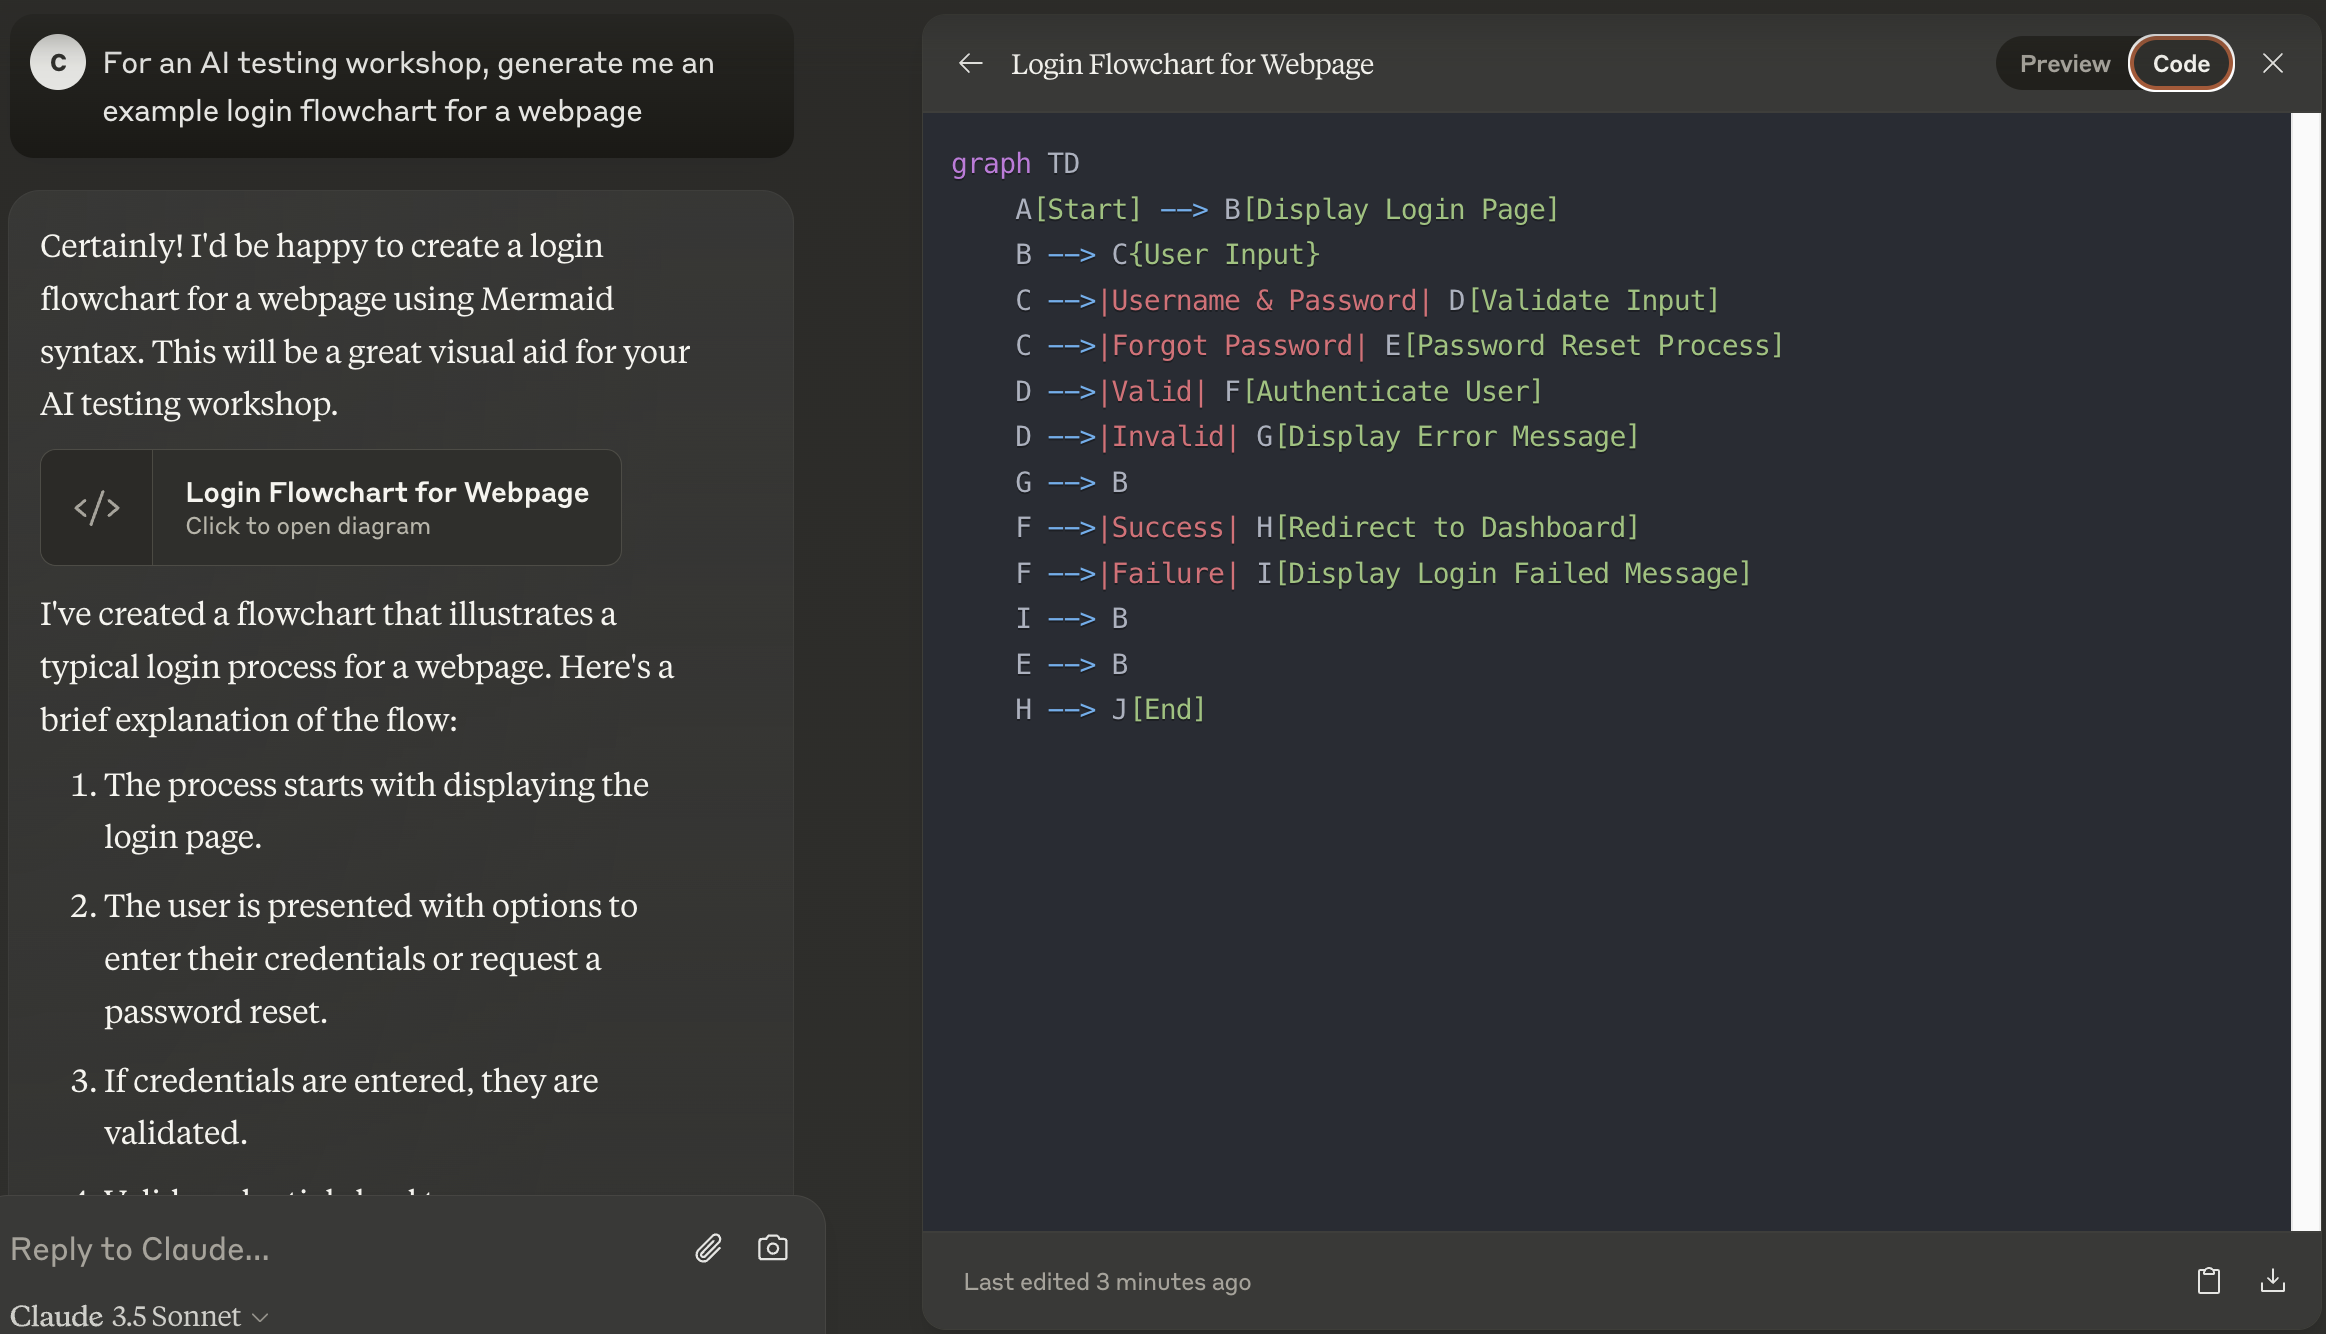 C
For an AI testing workshop, generate me an
example login flowchart for a webpage
Certainly! I'd be happy to create a login
flowchart for a webpage using Mermaid
syntax. This will be a great visual aid for your
AI testing workshop.
</>
Login Flowchart for Webpage
Click to open diagram
I've created a flowchart that illustrates a
typical login process for a webpage. Here's a
brief explanation of the flow:
1. The process starts with displaying the
login page.
2. The user is presented with options to
enter their credentials or request a
password reset.
3. If credentials are entered, they are
validated.
Reply to Claude...
Claude 3.5 Sonnet
Login Flowchart for Webpage
Preview
Code
graph TD
    A[Start] --> B[Display Login Page]
    B --> C{User Input}
    C -->|Username & Password| D[Validate Input]
    C -->|Forgot Password| E[Password Reset Process]
    D -->|Valid| F[Authenticate User]
    D -->|Invalid| G[Display Error Message]
    G --> B
    F -->|Success| H[Redirect to Dashboard]
    F -->|Failure| I[Display Login Failed Message]
    I --> B
    E --> B
    H --> J[End]
Last edited 3 minutes ago